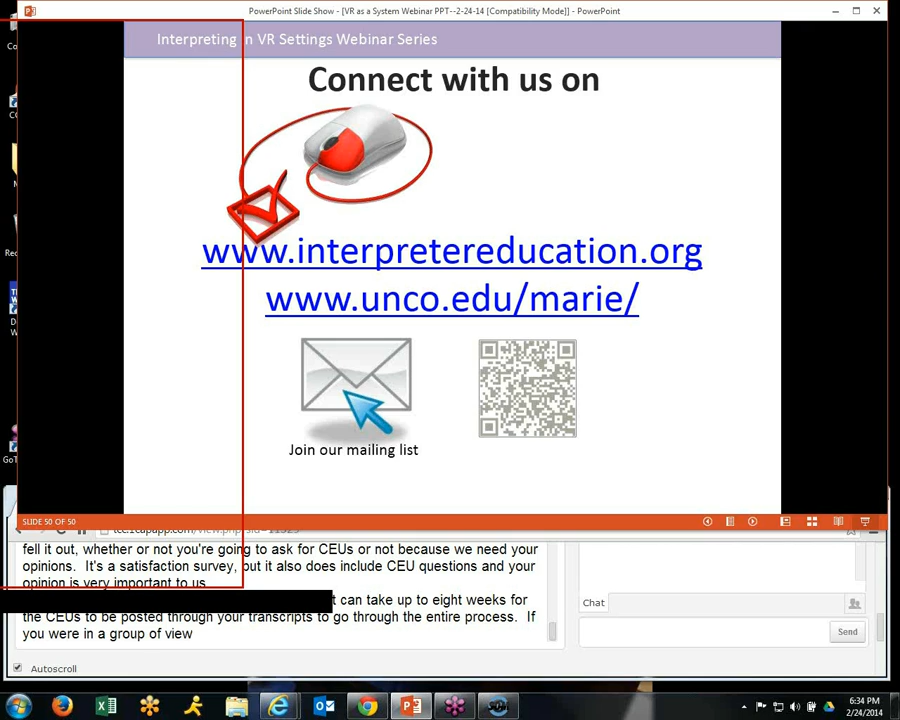 PowerPoint Slide Show - [VR as a System Webinar PPT--2-24-14 [Compatibility Mode]] - PowerPoint
Interpreting in VR Settings Webinar Series
Connect with us on
www.interpretereducation.org
www.unco.edu/marie/
Join our mailing list
SLIDE 50 OF 50
fell it out, whether or not you're going to ask for CEUs or not because we need your
opinions. It's a satisfaction survey, but it also does include CEU questions and your
opinion is very important to us
t can take up to eight weeks for
the CEUs to be posted through your transcripts to go through the entire process. If
you were in a group of view
Autoscroll
Chat
Send
6:34 PM
2/24/2014